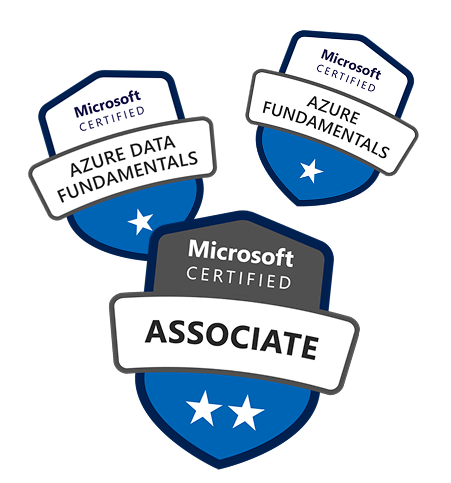 Microsoft
CERTIFIED
AZURE DATA
FUNDAMENTALS
Microsoft
CERTIFIED
AZURE
FUNDAMENTALS
Microsoft
CERTIFIED
ASSOCIATE